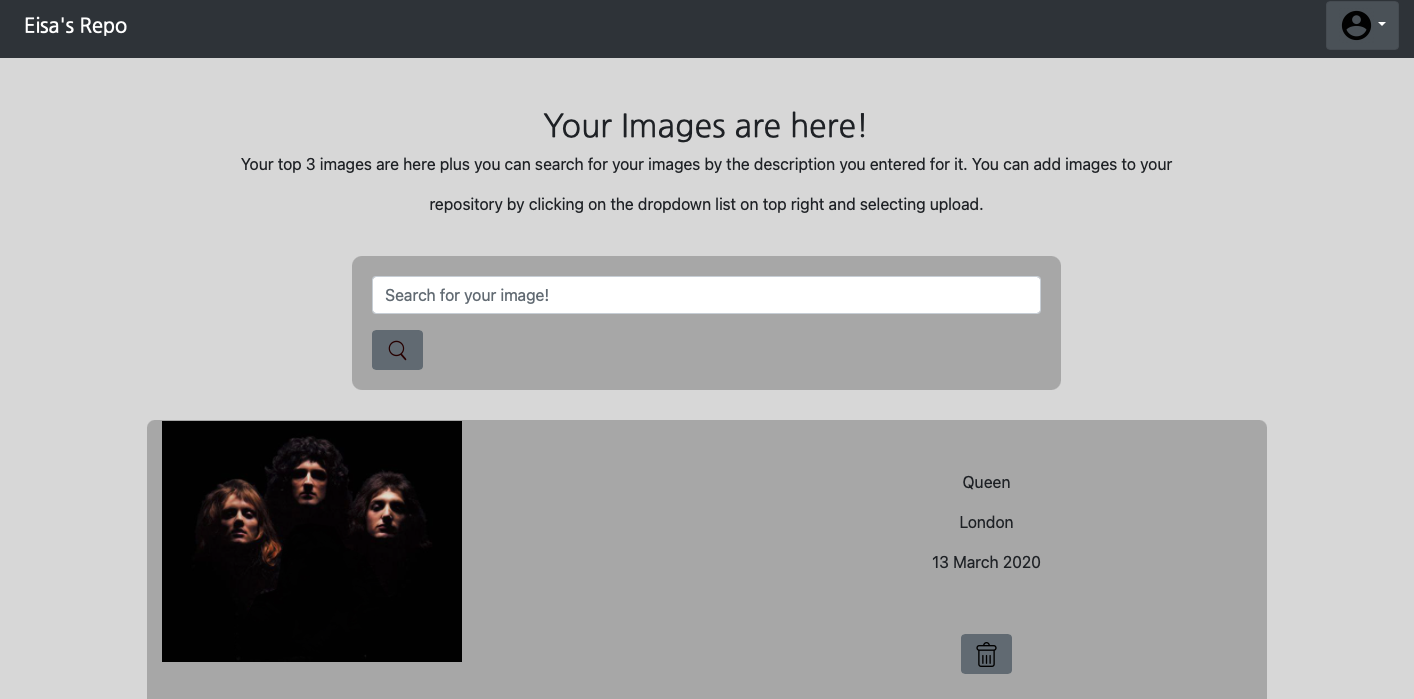 Eisa's Repo
Your Images are here!
Your top 3 images are here plus you can search for your images by the description you entered for it. You can add images to your
repository by clicking on the dropdown list on top right and selecting upload.
Search for your image!
Queen
London
13 March 2020